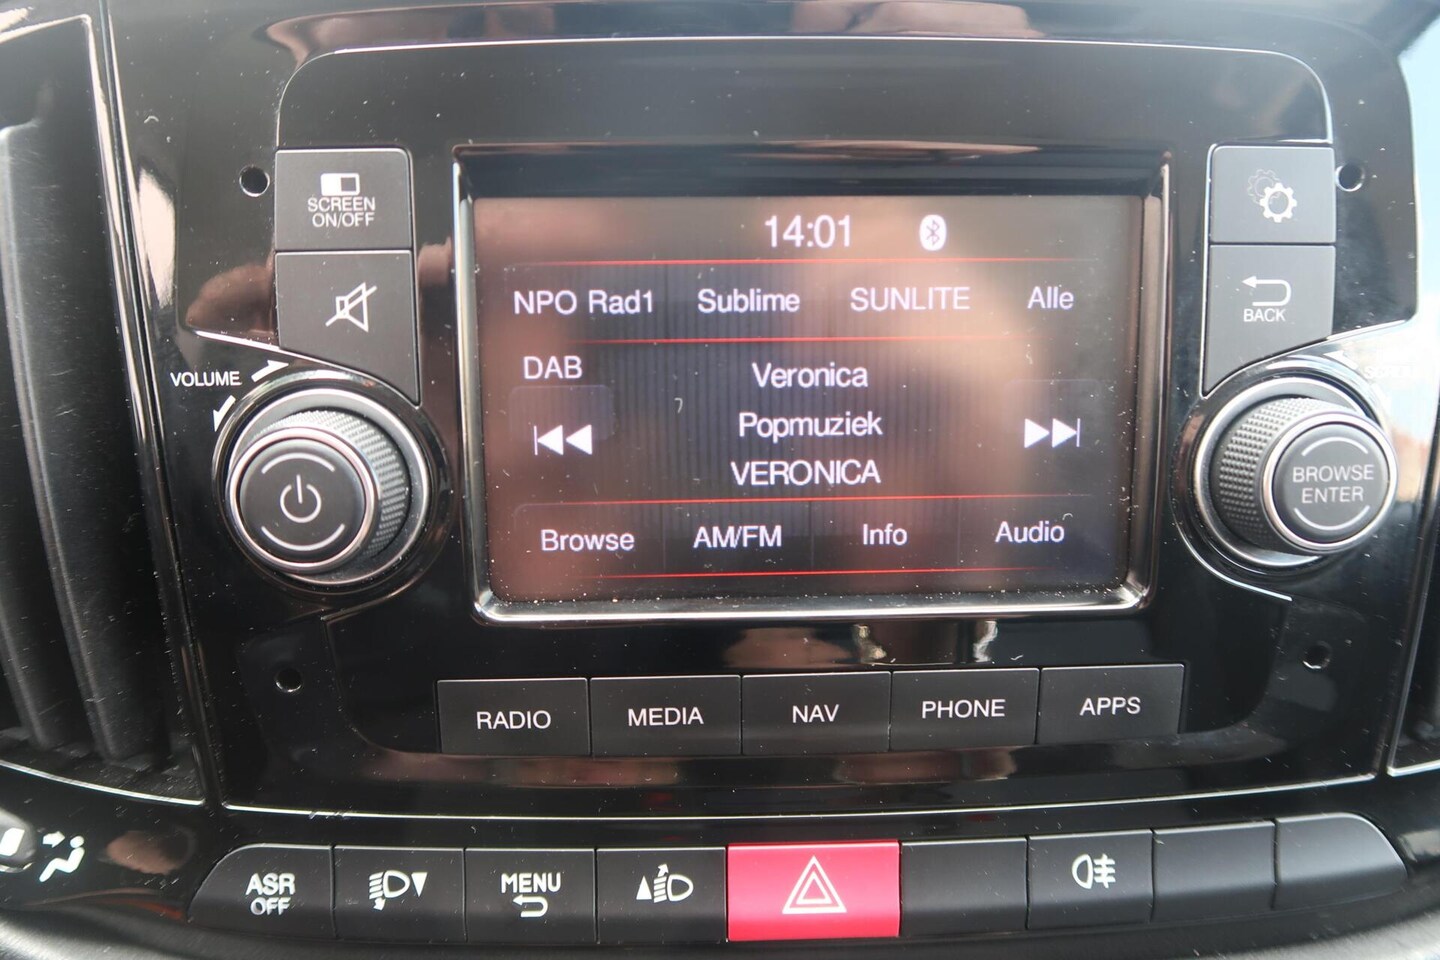 SCREEN
ON/OFF
14:01
NPO Rad1 Sublime SUNLITE Alle
VOLUME
DAB
Veronica
Popmuziek
VERONICA
BACK
BROWSE
ENTER
Browse AM/FM Info Audio
RADIO MEDIA NAV PHONE APPS
ASR
OFF
MENU